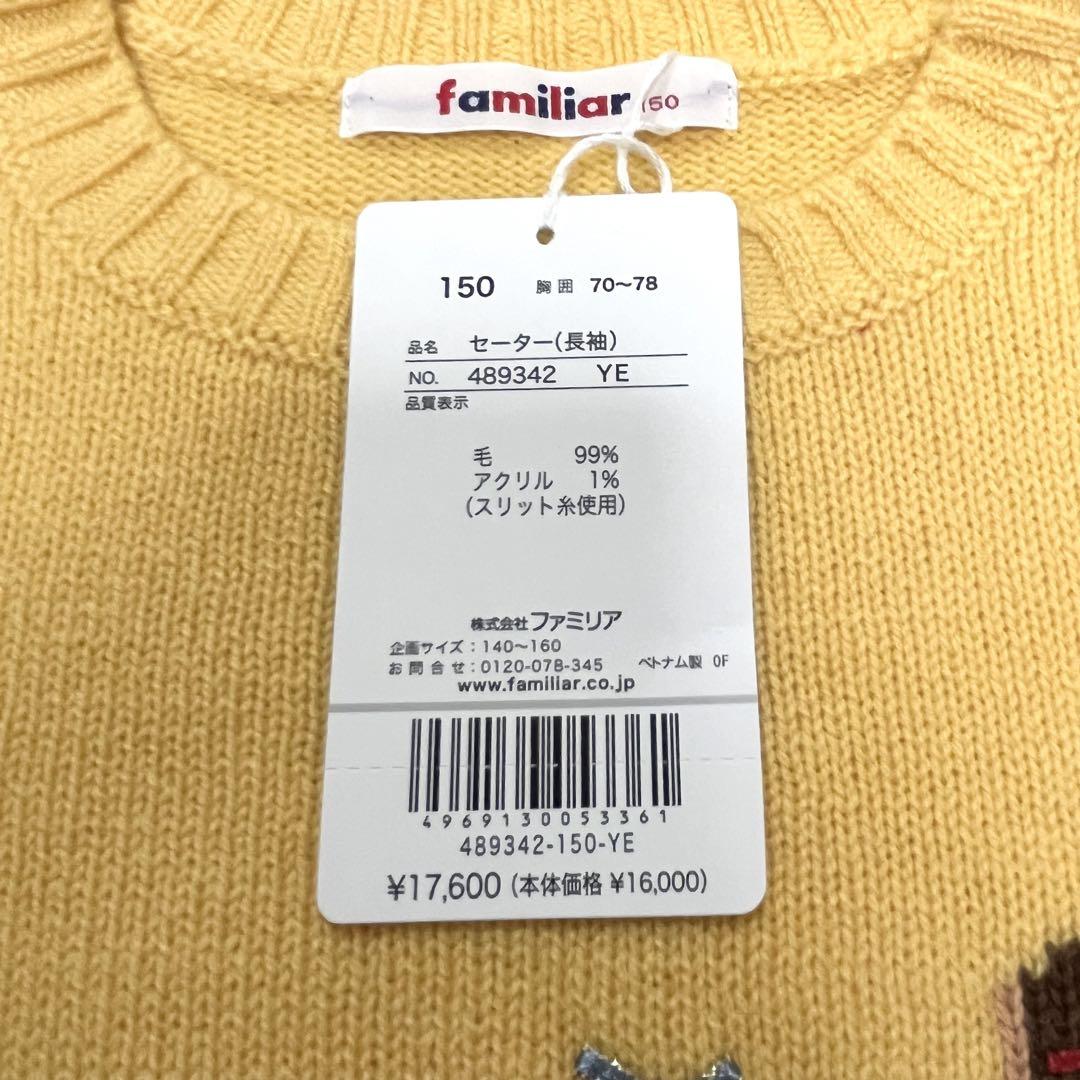 familiar 150
150 胸囲 70～78
品名 セーター(長袖)
NO. 489342 YE
品質表示
毛 99%
アクリル 1%
(スリット糸使用)
株式会社ファミリア
企画サイズ：140～160
お問合せ：0120-078-345 ベトナム製 0F
www.familiar.co.jp
4969130053361
489342-150-YE
¥17,600 (本体価格 ¥16,000)